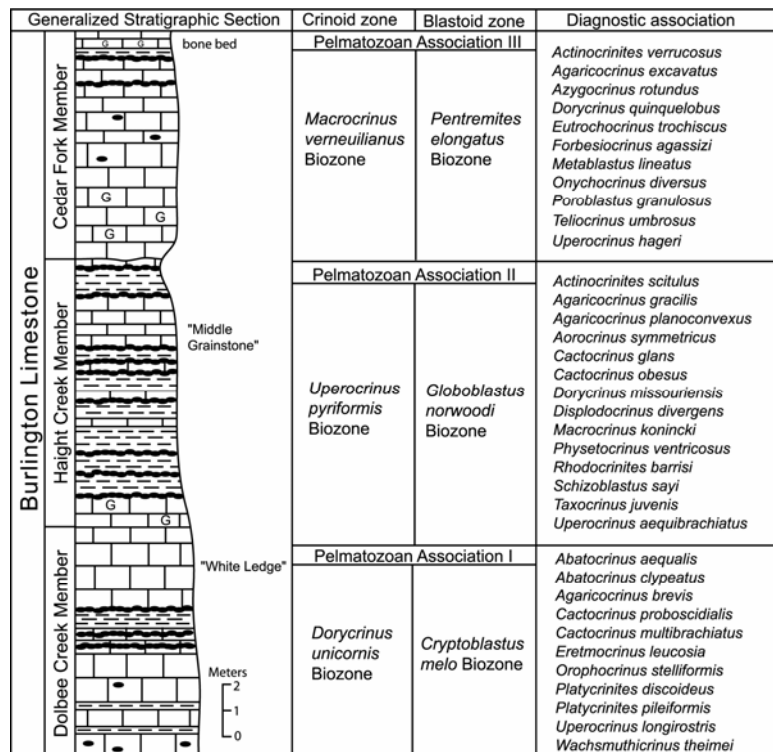 Generalized Stratigraphic Section
Crinoid zone
Blastoid zone
Diagnostic association
Burlington Limestone
Cedar Fork Member
G G
bone bed
G
G
G
Pelmatozoan Association III
Macrocrinus
verneuilianus
Biozone
Pentremites
elongatus
Biozone
Actinocrinites verrucosus
Agaricocrinus excavatus
Azygocrinus rotundus
Dorycrinus quinquelobus
Eutrochocrinus trochiscus
Forbesiocrinus agassizi
Metablastus lineatus
Onychocrinus diversus
Poroblastus granulosus
Teliocrinus umbrosus
Uperocrinus hageri
Haight Creek Member
"Middle
Grainstone"
G
G
Pelmatozoan Association II
Uperocrinus
pyriformis
Biozone
Globoblastus
norwoodi
Biozone
Actinocrinites scitulus
Agaricocrinus gracilis
Agaricocrinus planoconvexus
Aorocrinus symmetricus
Cactocrinus glans
Cactocrinus obesus
Dorycrinus missouriensis
Displodocrinus divergens
Macrocrinus konincki
Physetocrinus ventricosus
Rhodocrinites barrisi
Schizoblastus sayi
Taxocrinus juvenis
Uperocrinus aequibrachiatus
Dolbee Creek Member
"White Ledge"
Meters
2
1
0
Pelmatozoan Association I
Dorycrinus
unicornis
Biozone
Cryptoblastus
melo Biozone
Abatocrinus aequalis
Abatocrinus clypeatus
Agaricocrinus brevis
Cactocrinus proboscidialis
Cactocrinus multibrachiatus
Eretmocrinus leucosia
Orophocrinus stelliformis
Platycrinites discoideus
Platycrinites pileiformis
Uperocrinus longirostris
Wachsmuthicrinus theimei